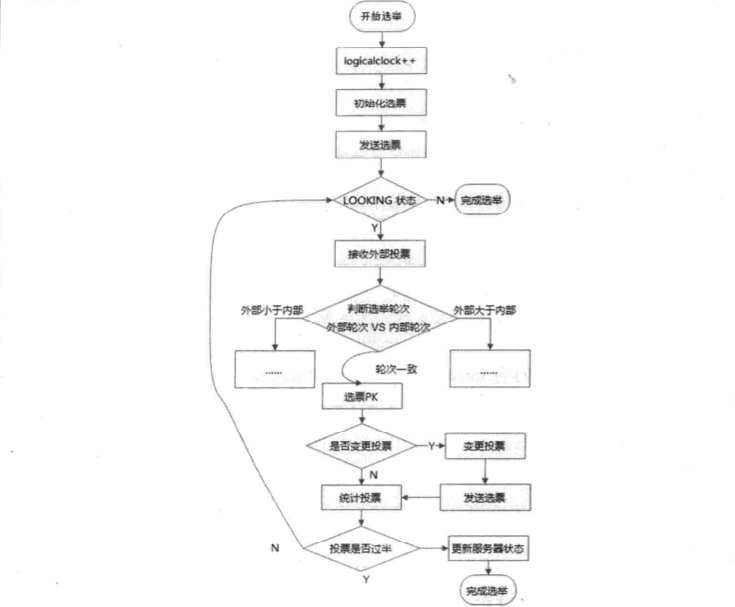 开始选举
logicalclock++
初始化选票
发送选票
LOOKING 状态
N
完成选举
Y
接收外部投票
判断选举轮次
外部轮次 VS 内部轮次
外部小于内部
外部大于内部
......
......
轮次一致
选票PK
是否变更投票
Y
变更投票
N
统计投票
发送选票
投票是否过半
N
更新服务器状态
Y
完成选举